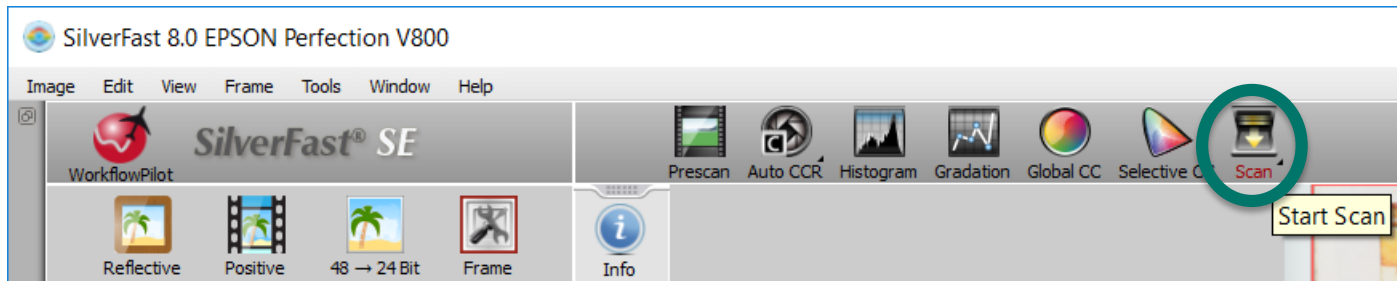 SilverFast 8.0 EPSON Perfection V800
Image Edit View Frame Tools Window Help
SilverFast® SE
WorkflowPilot
Prescan Auto CCR Histogram Gradation Global CC Selective Scan
C
Start Scan
Reflective Positive 48 → 24 Bit Frame Info
i